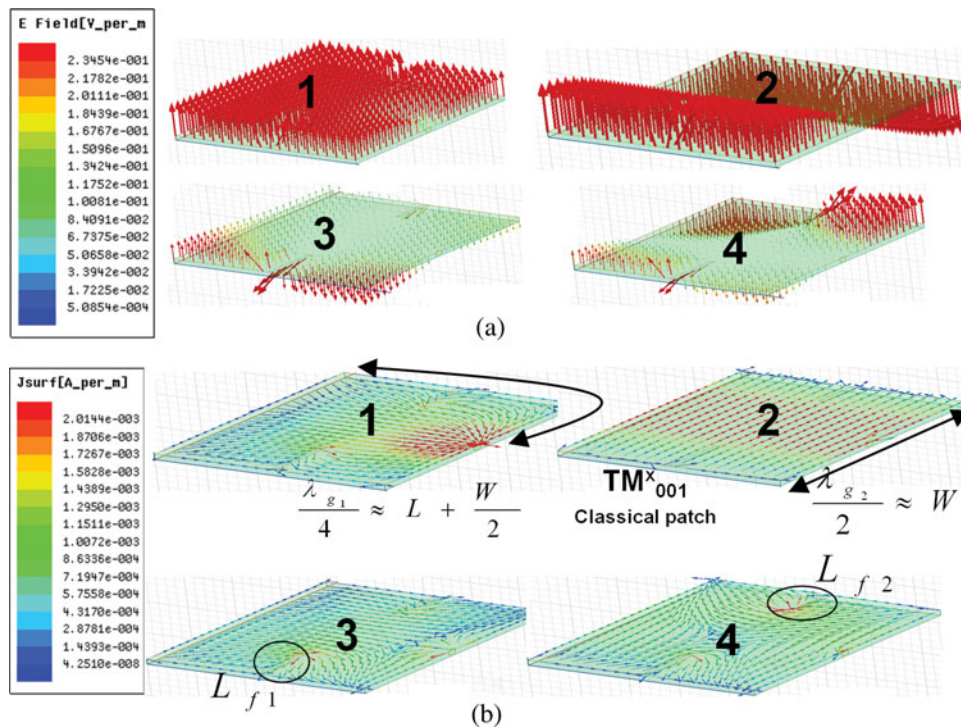 E Field[V_per_m
2.3454e-001
2.1782e-001
2.0111e-001
1.8439e-001
1.6767e-001
1.5096e-001
1.3424e-001
1.1752e-001
1.0081e-001
8.4091e-002
6.7375e-002
5.0658e-002
3.3942e-002
1.7225e-002
5.0854e-004
1
2
3
4
(a)
Jsurf[A_per_m]
2.0144e-003
1.8706e-003
1.7267e-003
1.5828e-003
1.4389e-003
1.2950e-003
1.1511e-003
1.0072e-003
8.6336e-004
7.1947e-004
5.7558e-004
4.3170e-004
2.8781e-004
1.4393e-004
4.2510e-008
1
λg1/4 ≈ L + W/2
2
TMx001
Classical patch
λg2/2 ≈ W
3
Lf1
4
Lf2
(b)